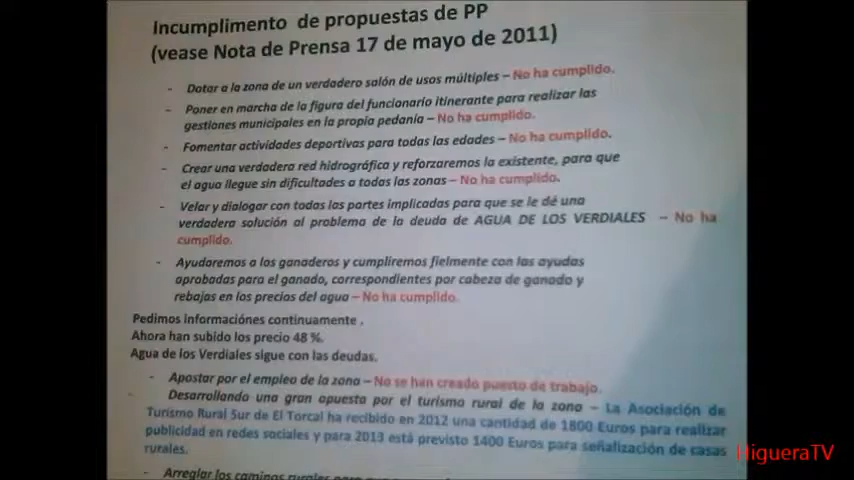 Incumplimento de propuestas de PP
(vease Nota de Prensa 17 de mayo de 2011)
- Dotar a la zona de un verdadero salón de usos múltiples – No ha cumplido.
- Poner en marcha de la figura del funcionario itinerante para realizar las
gestiones municipales en la propia pedanía – No ha cumplido.
- Fomentar actividades deportivas para todas las edades – No ha cumplido.
- Crear una verdadera red hidrográfica y reforzaremos la existente, para que
el agua llegue sin dificultades a todas las zonas – No ha cumplido.
- Velar y dialogar con todas las partes implicadas para que se le dé una
verdadera solución al problema de la deuda de AGUA DE LOS VERDIALES – No ha
cumplido.
- Ayudaremos a los ganaderos y cumpliremos fielmente con las ayudas
aprobadas para el ganado, correspondientes por cabeza de ganado y
rebajas en los precios del agua – No ha cumplido.
Pedimos informaciónes continuamente .
Ahora han subido los precio 48 %.
Agua de los Verdiales sigue con las deudas.
- Apostar por el empleo de la zona – No se han creado puesto de trabajo.
- Desarrollando una gran apuesta por el turismo rural de la zona – La Asociación de
Turismo Rural Sur de El Torcal ha recibido en 2012 una cantidad de 1800 Euros para realizar
publicidad en redes sociales y para 2013 está previsto 1400 Euros para señalización de casas
rurales.
- Arreglar los caminos rurales
HigueraTV